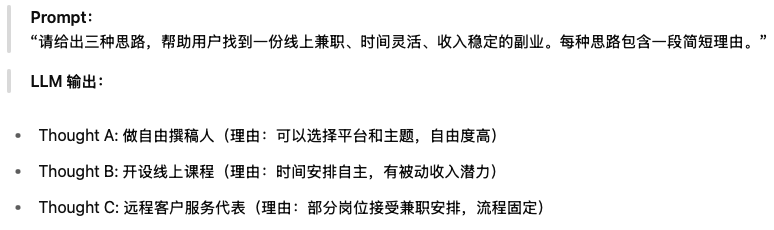 Prompt：
“请给出三种思路，帮助用户找到一份线上兼职、时间灵活、收入稳定的副业。每种思路包含一段简短理由。”
LLM 输出：
• Thought A: 做自由撰稿人（理由：可以选择平台和主题，自由度高）
• Thought B: 开设线上课程（理由：时间安排自主，有被动收入潜力）
• Thought C: 远程客户服务代表（理由：部分岗位接受兼职安排，流程固定）